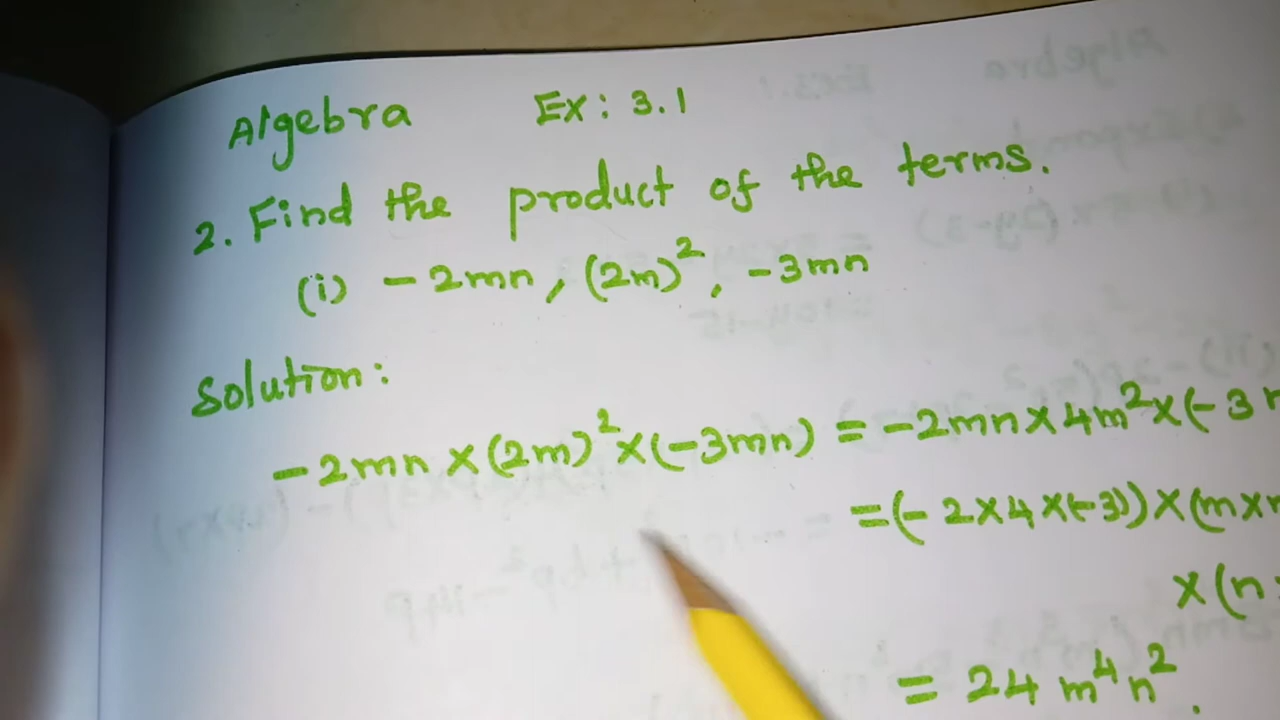 Algebra Ex: 3.1
2. Find the product of the terms.
(i) -2mn, (2m)², -3mn
Solution:
-2mn × (2m)² × (-3mn) = -2mn × 4m² × (-3
= (-2×4×(-3)) × (m×
× (n
= 24 m⁴n².